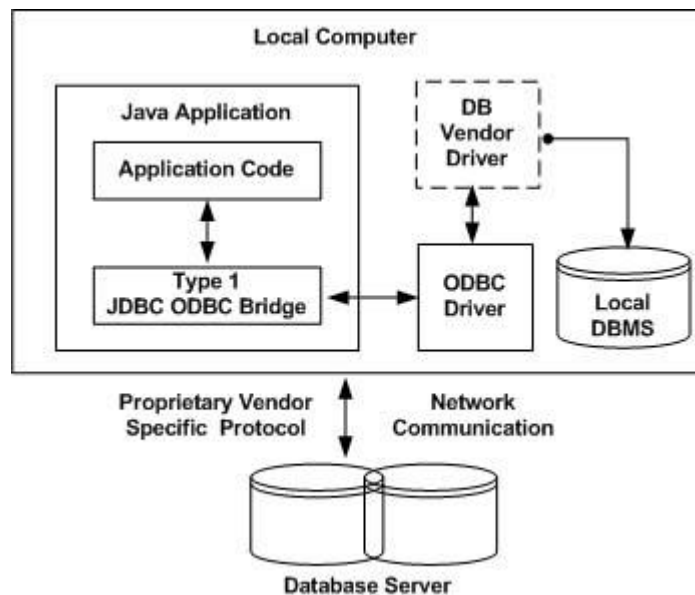 Local Computer
Java Application
Application Code
Type 1
JDBC ODBC Bridge
DB
Vendor
Driver
ODBC
Driver
Local
DBMS
Proprietary Vendor
Specific Protocol
Network
Communication
Database Server